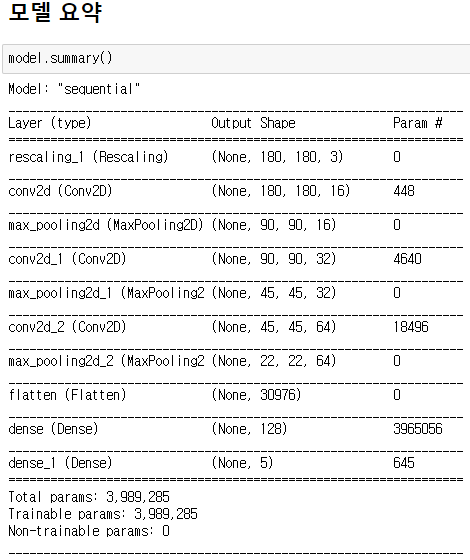 모델 요약
model.summary()
Model: "sequential"
Layer (type) Output Shape Param #
rescaling_1 (Rescaling) (None, 180, 180, 3) 0
conv2d (Conv2D) (None, 180, 180, 16) 448
max_pooling2d (MaxPooling2D) (None, 90, 90, 16) 0
conv2d_1 (Conv2D) (None, 90, 90, 32) 4640
max_pooling2d_1 (MaxPooling2 (None, 45, 45, 32) 0
conv2d_2 (Conv2D) (None, 45, 45, 64) 18496
max_pooling2d_2 (MaxPooling2 (None, 22, 22, 64) 0
flatten (Flatten) (None, 30976) 0
dense (Dense) (None, 128) 3965056
dense_1 (Dense) (None, 5) 645
Total params: 3,989,285
Trainable params: 3,989,285
Non-trainable params: 0